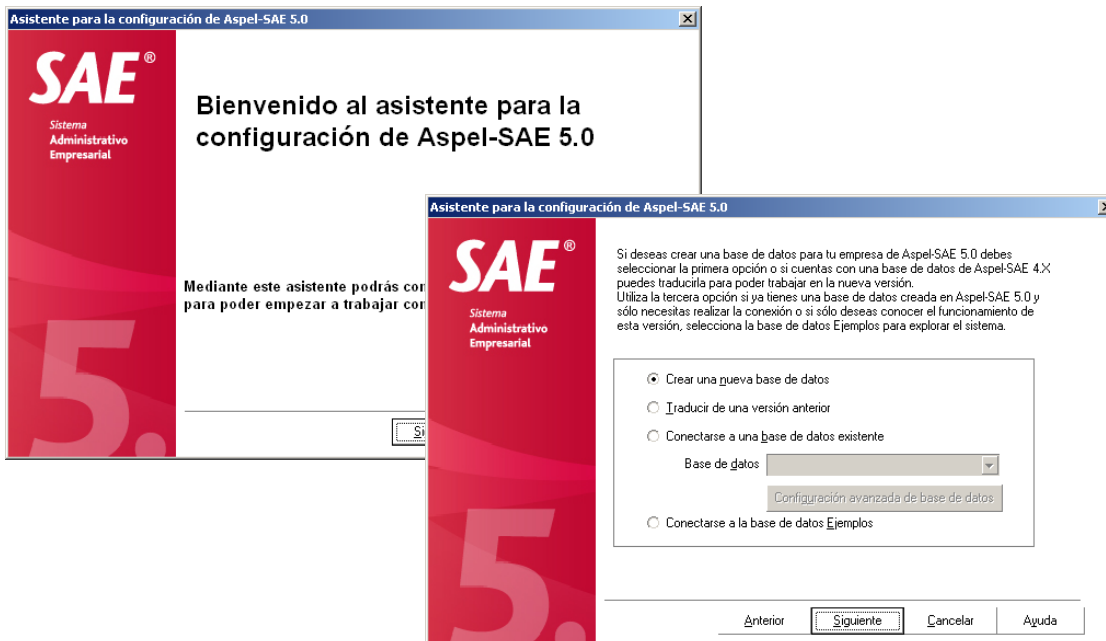 Asistente para la configuración de Aspel-SAE 5.0
SAE®
Sistema
Administrativo
Empresarial
Bienvenido al asistente para la
configuración de Aspel-SAE 5.0
Mediante este asistente podrás
para poder empezar a trabajar
5.
Asistente para la configuración de Aspel-SAE 5.0
SAE®
Sistema
Administrativo
Empresarial
5.
Si deseas crear una base de datos para tu empresa de Aspel-SAE 5.0 debes
seleccionar la primera opción o si cuentas con una base de datos de Aspel-SAE 4.X
puedes traducirla para poder trabajar en la nueva versión.
Utiliza la tercera opción si ya tienes una base de datos creada en Aspel-SAE 5.0 y
sólo necesitas realizar la conexión o si sólo deseas conocer el funcionamiento de
esta versión, selecciona la base de datos Ejemplos para explorar el sistema.
Crear una nueva base de datos
Traducir de una versión anterior
Conectarse a una base de datos existente
Base de datos
Configuración avanzada de base de datos
Conectarse a la base de datos Ejemplos
Anterior Siguiente Cancelar Ayuda